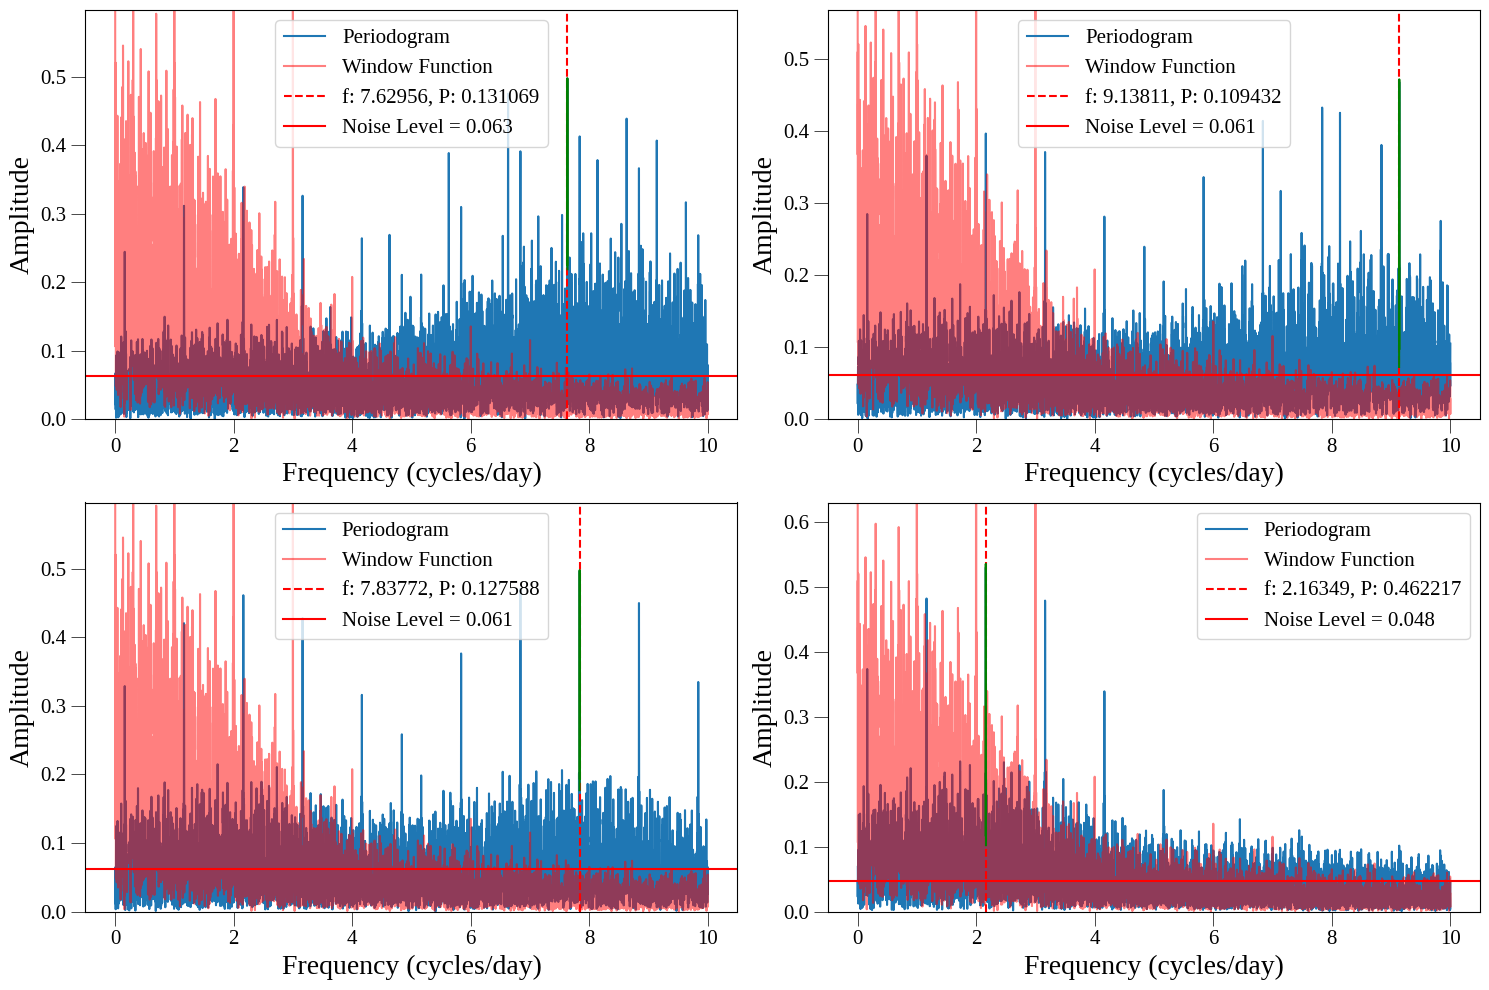 Periodogram
Window Function
f: 7.62956, P: 0.131069
Noise Level = 0.063
Amplitude
0.5
0.4
0.3
0.2
0.1
0.0
0 2 4 6 8 10
Frequency (cycles/day)
Periodogram
Window Function
f: 9.13811, P: 0.109432
Noise Level = 0.061
Amplitude
0.5
0.4
0.3
0.2
0.1
0.0
0 2 4 6 8 10
Frequency (cycles/day)
Periodogram
Window Function
f: 7.83772, P: 0.127588
Noise Level = 0.061
Amplitude
0.5
0.4
0.3
0.2
0.1
0.0
0 2 4 6 8 10
Frequency (cycles/day)
Periodogram
Window Function
f: 2.16349, P: 0.462217
Noise Level = 0.048
Amplitude
0.6
0.5
0.4
0.3
0.2
0.1
0.0
0 2 4 6 8 10
Frequency (cycles/day)